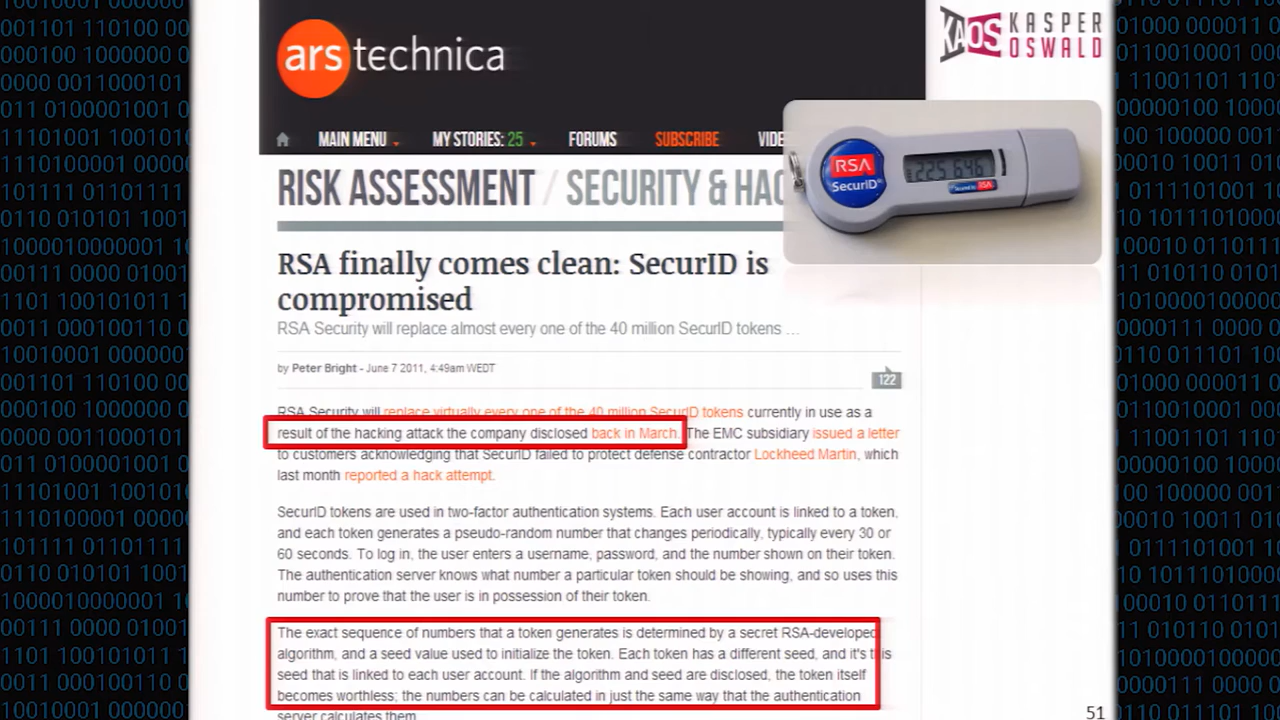 ars technica
KAOS KASPER
OSWALD
MAIN MENU MY STORIES: 25 FORUMS SUBSCRIBE VIDE
RISK ASSESSMENT / SECURITY & HAC
RSA
SecurID
RSA finally comes clean: SecurID is
compromised
RSA Security will replace almost every one of the 40 million SecurID tokens ...
by Peter Bright - June 7 2011, 4:49am WEDT
122
RSA Security will replace virtually every one of the 40 million SecurID tokens currently in use as a
result of the hacking attack the company disclosed back in March. The EMC subsidiary issued a letter
to customers acknowledging that SecurID failed to protect defense contractor Lockheed Martin, which
last month reported a hack attempt.
SecurID tokens are used in two-factor authentication systems. Each user account is linked to a token,
and each token generates a pseudo-random number that changes periodically, typically every 30 or
60 seconds. To log in, the user enters a username, password, and the number shown on their token.
The authentication server knows what number a particular token should be showing, and so uses this
number to prove that the user is in possession of their token.
The exact sequence of numbers that a token generates is determined by a secret RSA-developed
algorithm, and a seed value used to initialize the token. Each token has a different seed, and it's this
seed that is linked to each user account. If the algorithm and seed are disclosed, the token itself
becomes worthless; the numbers can be calculated in just the same way that the authentication
server calculates them.
51